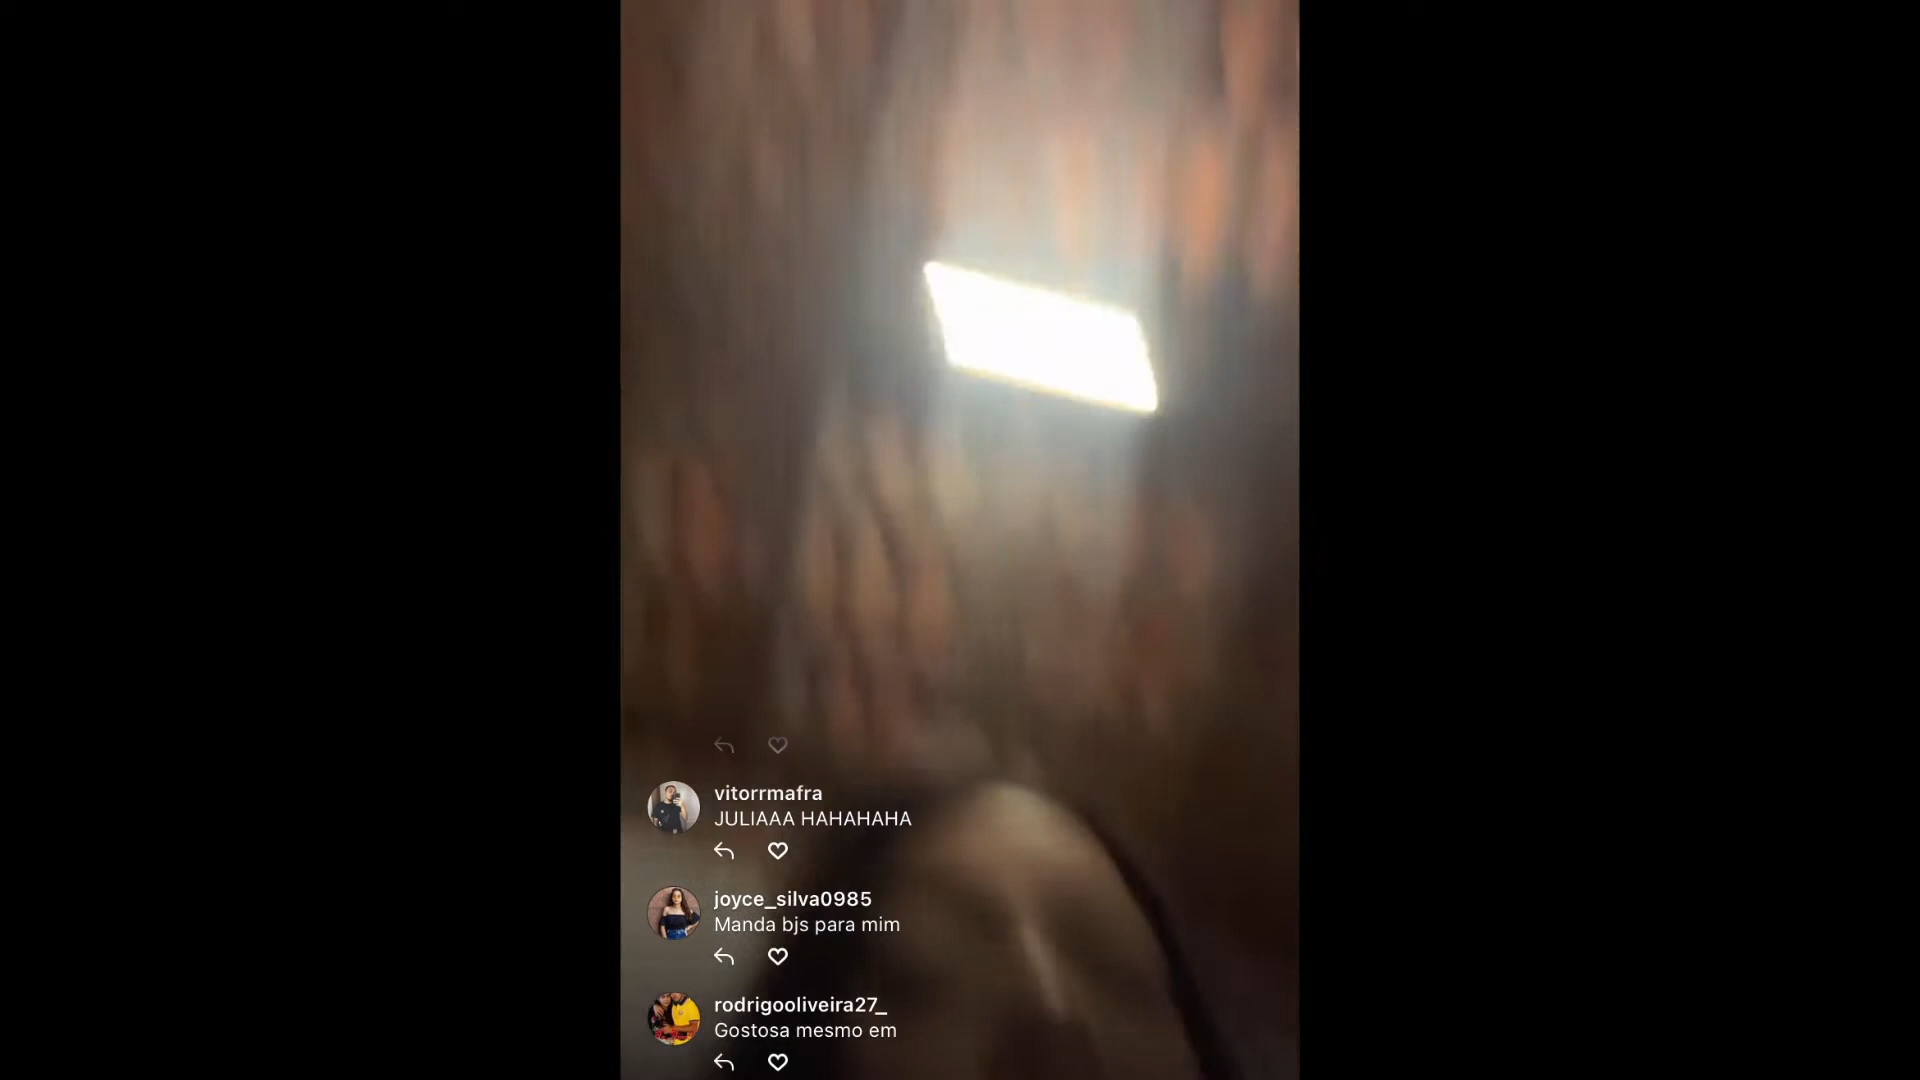 vitorrmafra
JULIAAA HAHAHAHA
joyce_silva0985
Manda bjs para mim
rodrigooliveira27_
Gostosa mesmo em